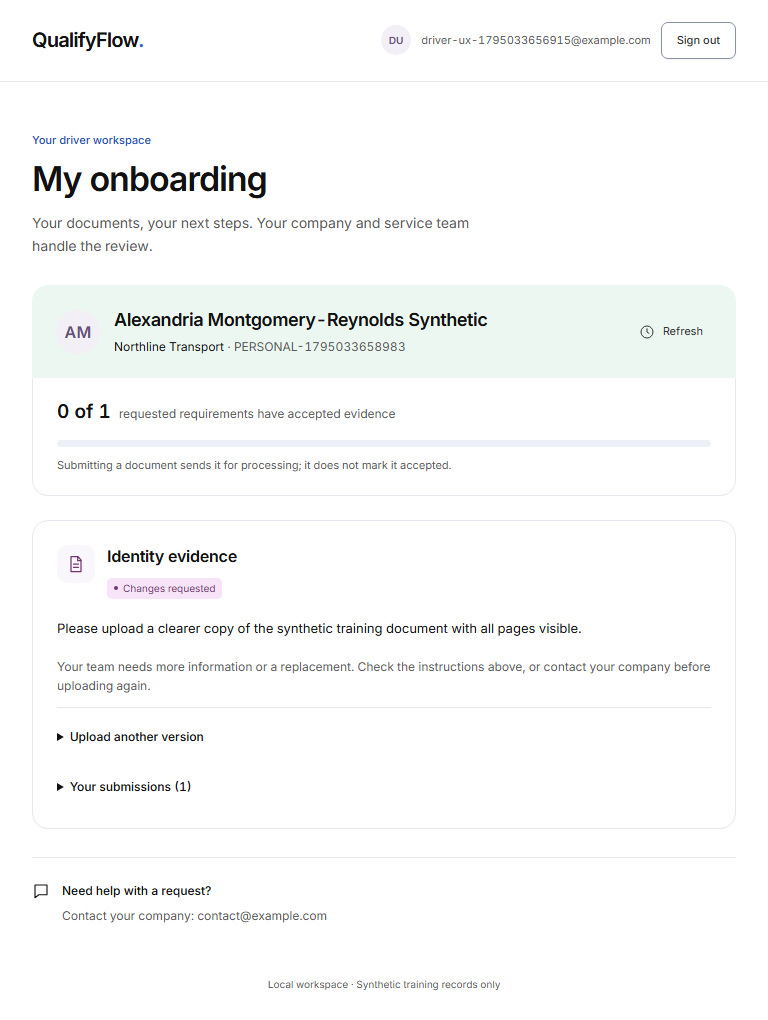 QualifyFlow.
DU driver-ux-1795033656915@example.com Sign out
Your driver workspace
My onboarding
Your documents, your next steps. Your company and service team
handle the review.
AM
Alexandria Montgomery-Reynolds Synthetic
Northline Transport · PERSONAL-1795033658983
Refresh
0 of 1 requested requirements have accepted evidence
Submitting a document sends it for processing; it does not mark it accepted.
Identity evidence
Changes requested
Please upload a clearer copy of the synthetic training document with all pages visible.
Your team needs more information or a replacement. Check the instructions above, or contact your company before
uploading again.
Upload another version
Your submissions (1)
Need help with a request?
Contact your company: contact@example.com
Local workspace · Synthetic training records only